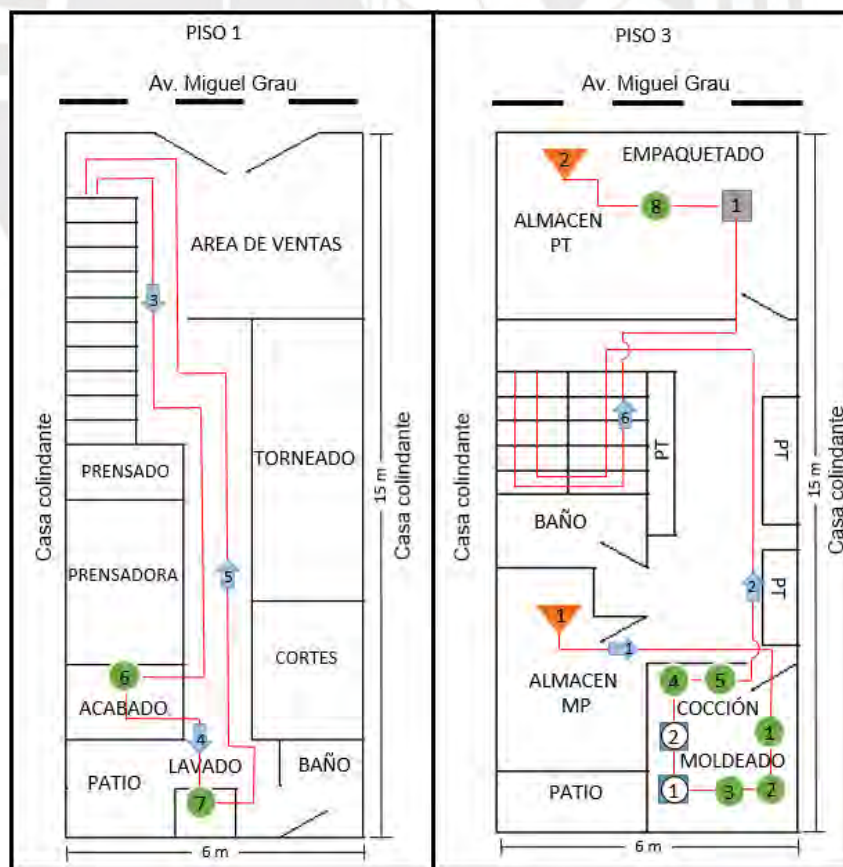 PISO 1
Av. Miguel Grau
AREA DE VENTAS
3
Casa colindante
TORNEADO
15 m
Casa colindante
PRENSADO
PRENSADORA
5
CORTES
6
ACABADO
4
LAVADO
BAÑO
PATIO
7
6 m
PISO 3
Av. Miguel Grau
2
EMPAQUETADO
8
1
ALMACEN
PT
6
PT
PT
Casa colindante
15 m
Casa colindante
BAÑO
2
PT
1
1
ALMACEN
MP
4
5
COCCIÓN
1
2
MOLDEADO
1
3
2
PATIO
6 m